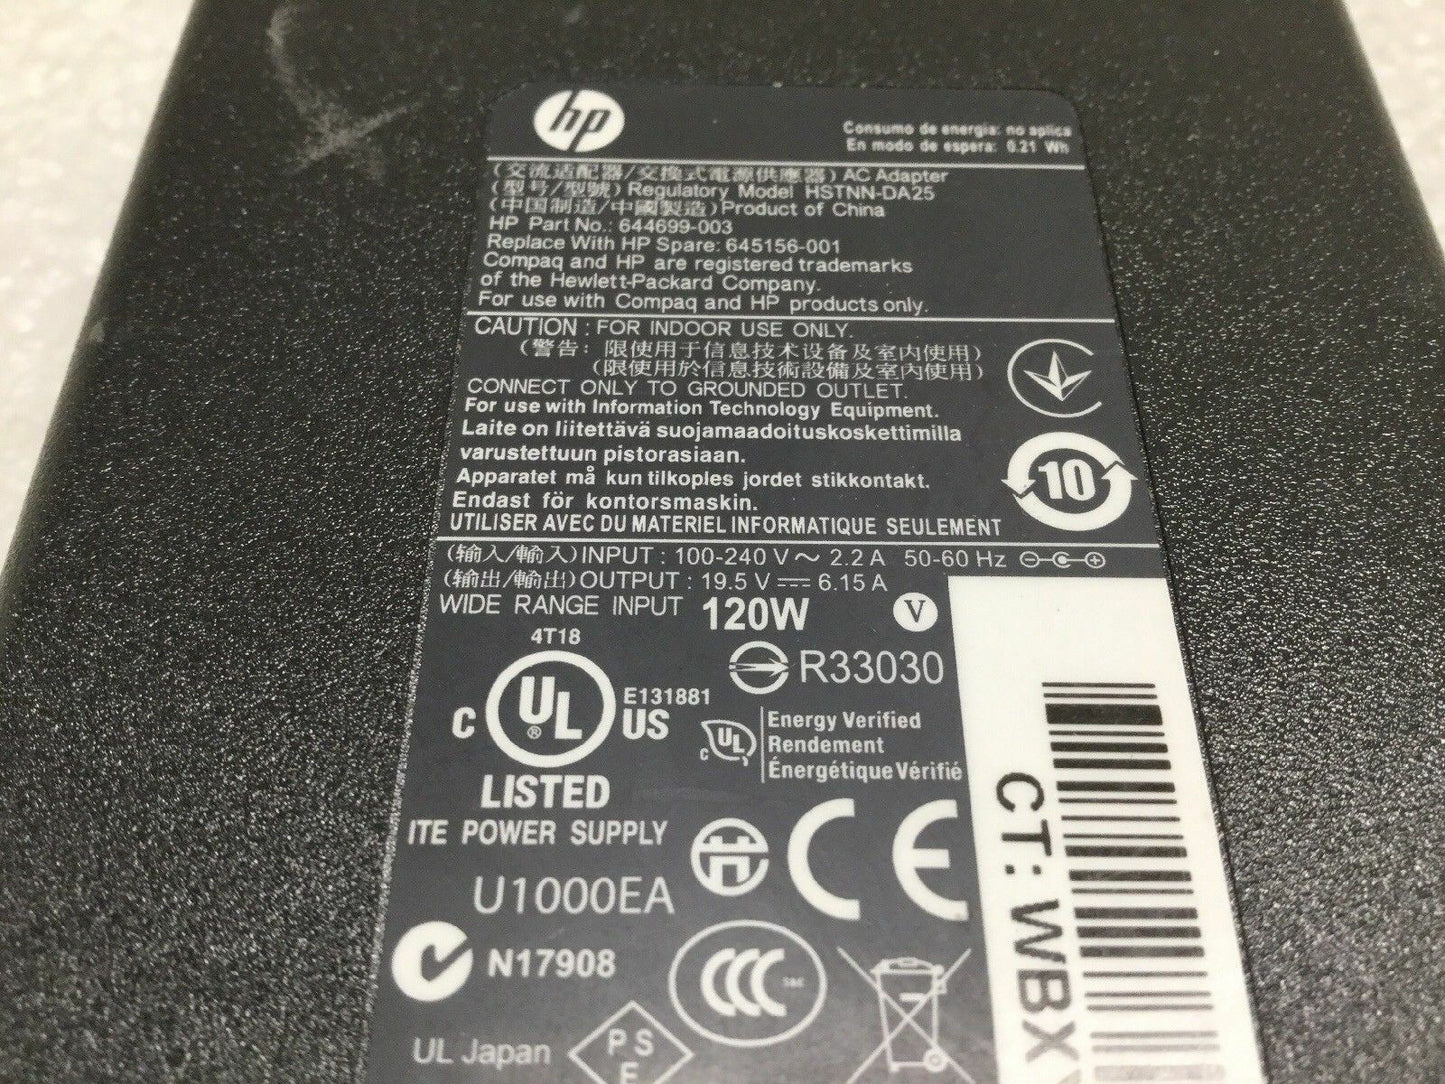 hp
Consumo de energia: no aplica
En modo de espera: 0.21 Wh
(交流适配器/交換式電源供應器) AC Adapter
(型号/型號) Regulatory Model HSTNN-DA25
(中国制造/中國製造) Product of China
HP Part No.: 644699-003
Replace With HP Spare: 645156-001
Compaq and HP are registered trademarks
of the Hewlett-Packard Company.
For use with Compaq and HP products only.
CAUTION : FOR INDOOR USE ONLY.
(警告: 限使用于信息技术设备及室内使用)
(限使用於信息技術設備及室內使用)
CONNECT ONLY TO GROUNDED OUTLET.
For use with Information Technology Equipment.
Laite on liitettävä suojamaadoituskoskettimilla
varustettuun pistorasiaan.
Apparatet må kun tilkoples jordet stikkontakt.
Endast för kontorsmaskin.
UTILISER AVEC DU MATERIEL INFORMATIQUE SEULEMENT
10
(输入/輸入) INPUT : 100-240 V ~ 2.2 A 50-60 Hz
(输出/輸出) OUTPUT : 19.5 V ⎓ 6.15 A
WIDE RANGE INPUT 120W V
4T18
R33030
C UL ® US E131881
LISTED
C UL Energy Verified
Rendement
Énergétique Vérifié
ITE POWER SUPPLY
CE
U1000EA
N17908
CCC S&E
UL Japan
PSE
CT: WBX